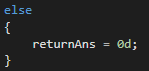 else
{
    returnAns = 0d;
}